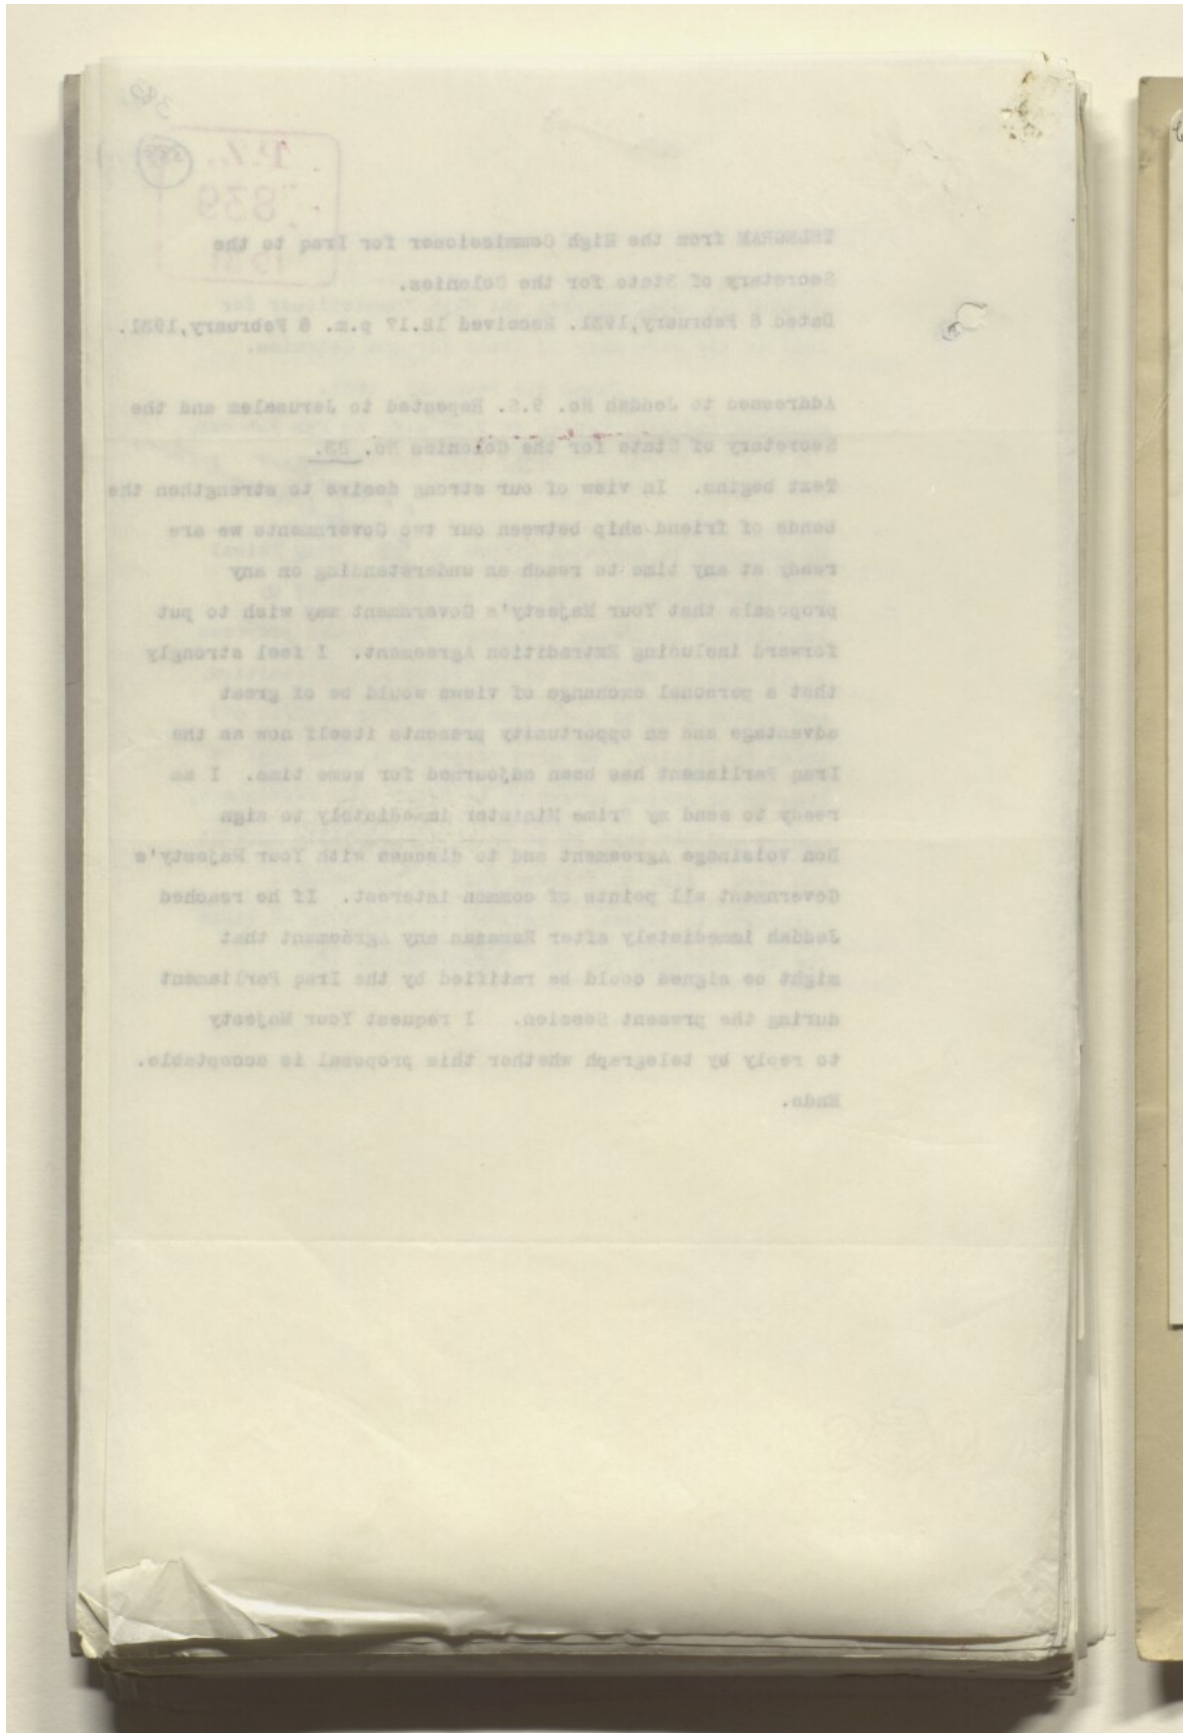 P.Z.
839
1931
TELEGRAM from the High Commissioner for Iraq to the
Secretary of State for the Colonies.
Dated 8 February,1931. Received 12.17 p.m. 8 February,1931.
Addressed to Jeddah No. 9.S. Repeated to Jerusalem and the
Secretary of State for the Colonies No. 83.
Text begins. In view of our strong desire to strengthen the
bonds of friend ship between our two Governments we are
ready at any time to reach an understanding on any
proposals that Your Majesty's Government may wish to put
forward including Extradition Agreement. I feel strongly
that a personal exchange of views would be of great
advantage and an opportunity presents itself now as the
Iraq Parliament has been adjourned for some time. I am
ready to send my Prime Minister immediately to sign
Bon Voisinage Agreement and to discuss with Your Majesty's
Government all points of common interest. If he reached
Jeddah immediately after Ramazan any Agreement that
might be signed could be ratified by the Iraq Parliament
during the present Session. I request Your Majesty
to reply by telegraph whether this proposal is acceptable.
Ends.